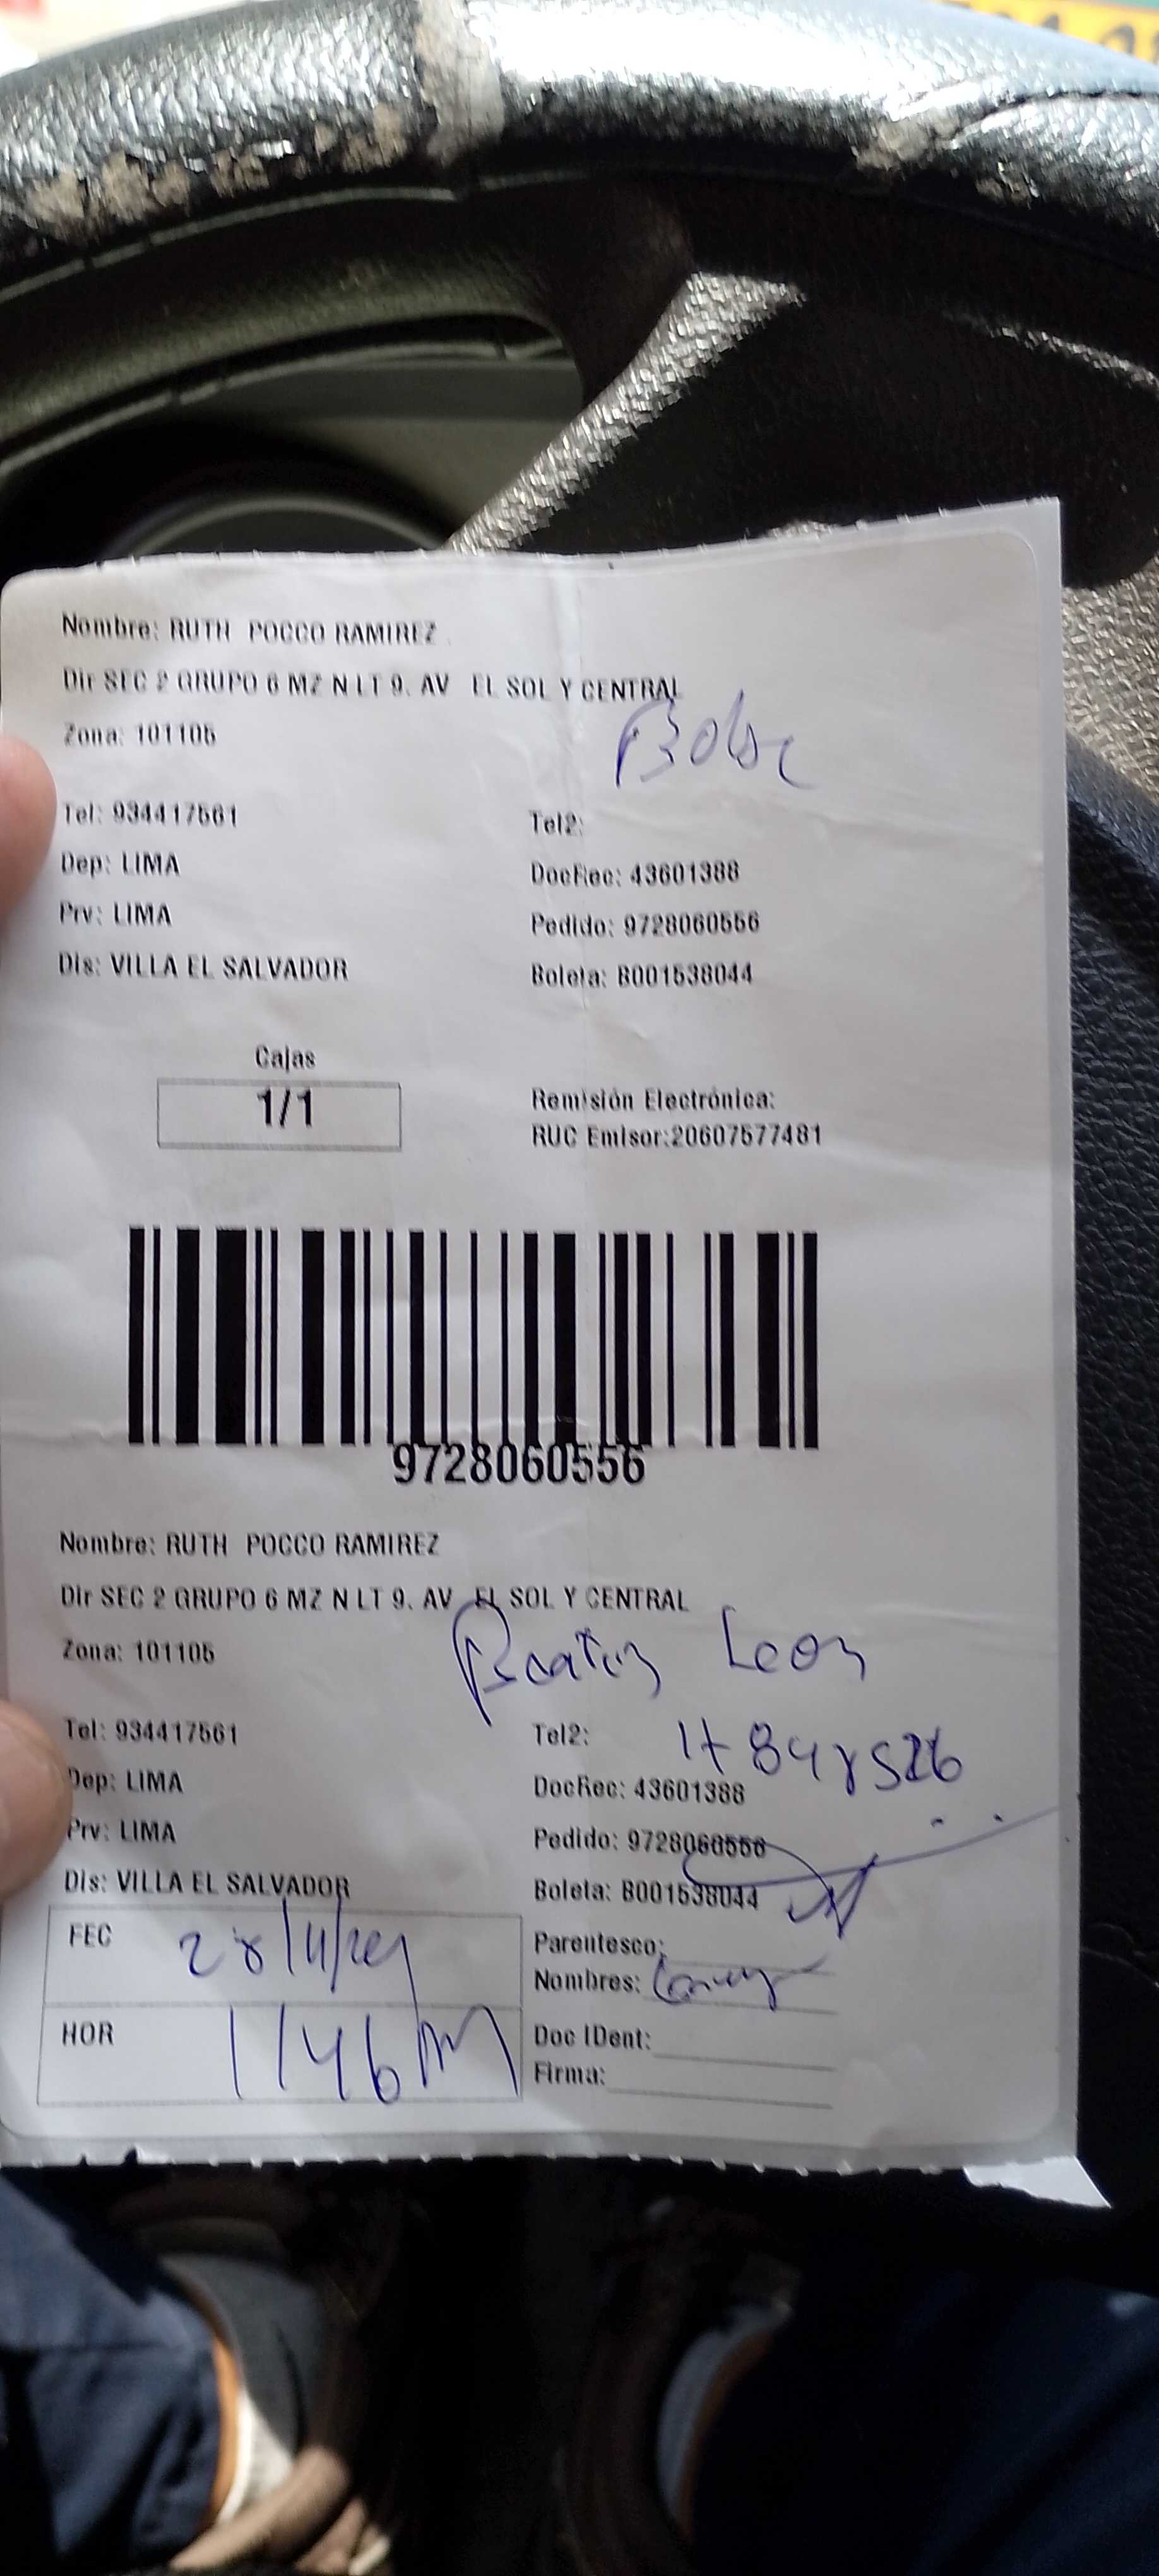 Nombre: RUTH POCCO RAMIREZ
Dir SEC 2 GRUPO 6 MZ N LT 9. AV EL SOL Y CENTRAL
Zona: 101105
Tel: 934417561
Tel2:
Dep: LIMA
DocRec: 43601388
Prv: LIMA
Pedido: 9728060556
Dis: VILLA EL SALVADOR
Boleta: B001538044
Cajas
1/1
Remisión Electrónica:
RUC Emisor:20607577481
9728060556
Nombre: RUTH POCCO RAMIREZ
Dir SEC 2 GRUPO 6 MZ N LT 9. AV EL SOL Y CENTRAL
Zona: 101105
Beatriz Leon
Tel: 934417561
Tel2:
Dep: LIMA
DocRec: 43601388
Prv: LIMA
Pedido: 9728060556
Dis: VILLA EL SALVADOR
Boleta: B001538044
FEC
Parentesco:
Nombres:
HOR 1146
Doc IDent:
Firma: